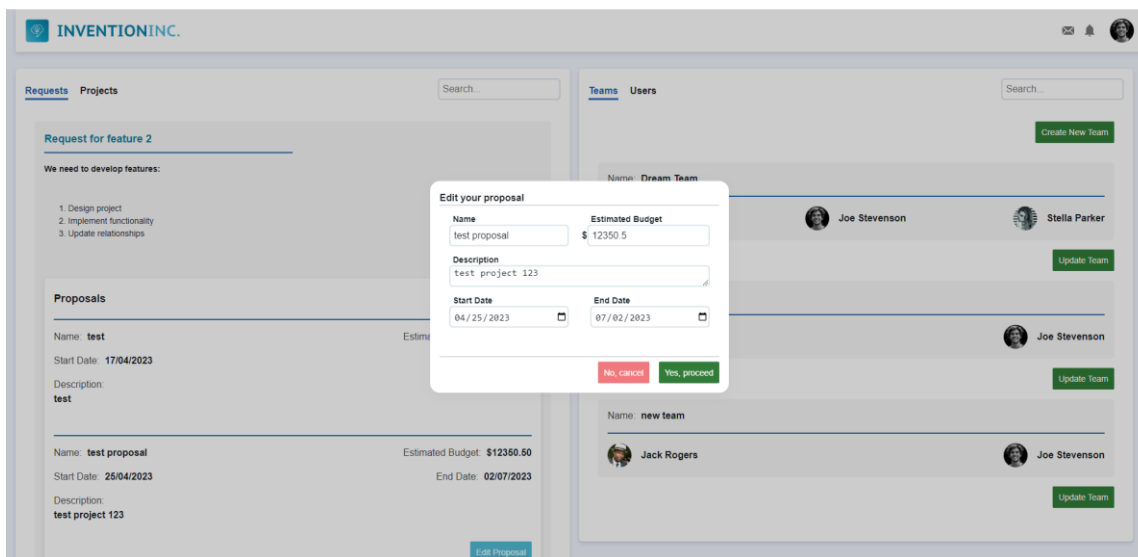 INVENTIONINC.
Requests Projects
Search...
Request for feature 2
We need to develop features:
1. Design project
2. Implement functionality
3. Update relationships
Proposals
Name: test
Start Date: 17/04/2023
Description:
test
Name: test proposal
Estimated Budget: $12350.50
Start Date: 25/04/2023
End Date: 02/07/2023
Description:
test project 123
Edit Proposal
Edit your proposal
Name
Estimated Budget
test proposal
$ 12350.5
Description
test project 123
Start Date
End Date
04/25/2023
07/02/2023
No, cancel
Yes, proceed
Teams Users
Search...
Create New Team
Name: Dream Team
Joe Stevenson
Stella Parker
Update Team
Joe Stevenson
Update Team
Name: new team
Jack Rogers
Joe Stevenson
Update Team